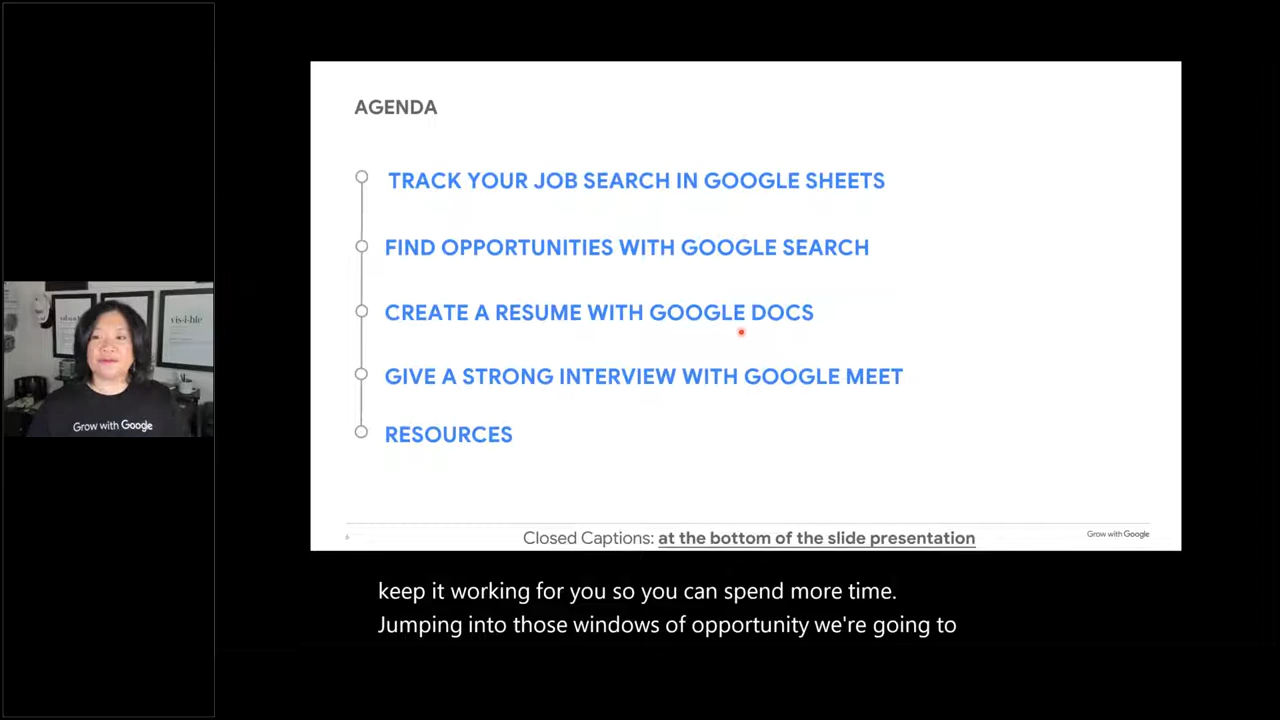 AGENDA
TRACK YOUR JOB SEARCH IN GOOGLE SHEETS
FIND OPPORTUNITIES WITH GOOGLE SEARCH
CREATE A RESUME WITH GOOGLE DOCS
GIVE A STRONG INTERVIEW WITH GOOGLE MEET
RESOURCES
Closed Captions: at the bottom of the slide presentation
Grow with Google
keep it working for you so you can spend more time.
Jumping into those windows of opportunity we're going to
vis·i·ble
Grow with Google